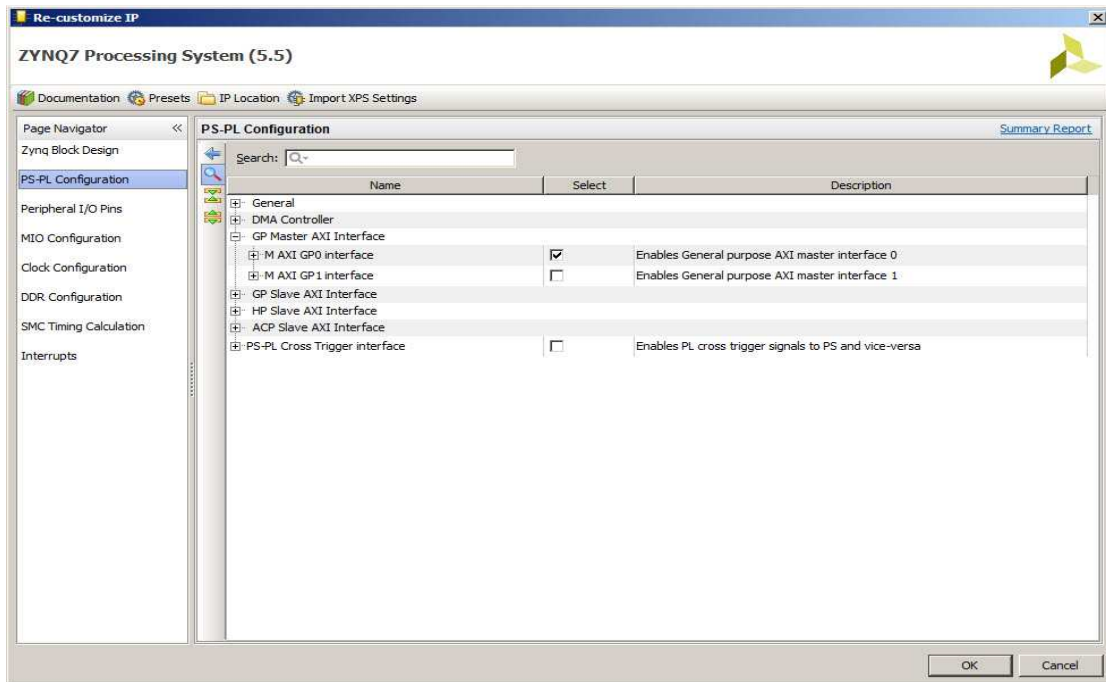 Re-customize IP
ZYNQ7 Processing System (5.5)
Documentation Presets IP Location Import XPS Settings
Page Navigator «
Zynq Block Design
PS-PL Configuration
Peripheral I/O Pins
MIO Configuration
Clock Configuration
DDR Configuration
SMC Timing Calculation
Interrupts
PS-PL Configuration Summary Report
Search:
Name Select Description
General
DMA Controller
GP Master AXI Interface
M AXI GP0 interface Enables General purpose AXI master interface 0
M AXI GP1 interface Enables General purpose AXI master interface 1
GP Slave AXI Interface
HP Slave AXI Interface
ACP Slave AXI Interface
PS-PL Cross Trigger interface Enables PL cross trigger signals to PS and vice-versa
OK Cancel